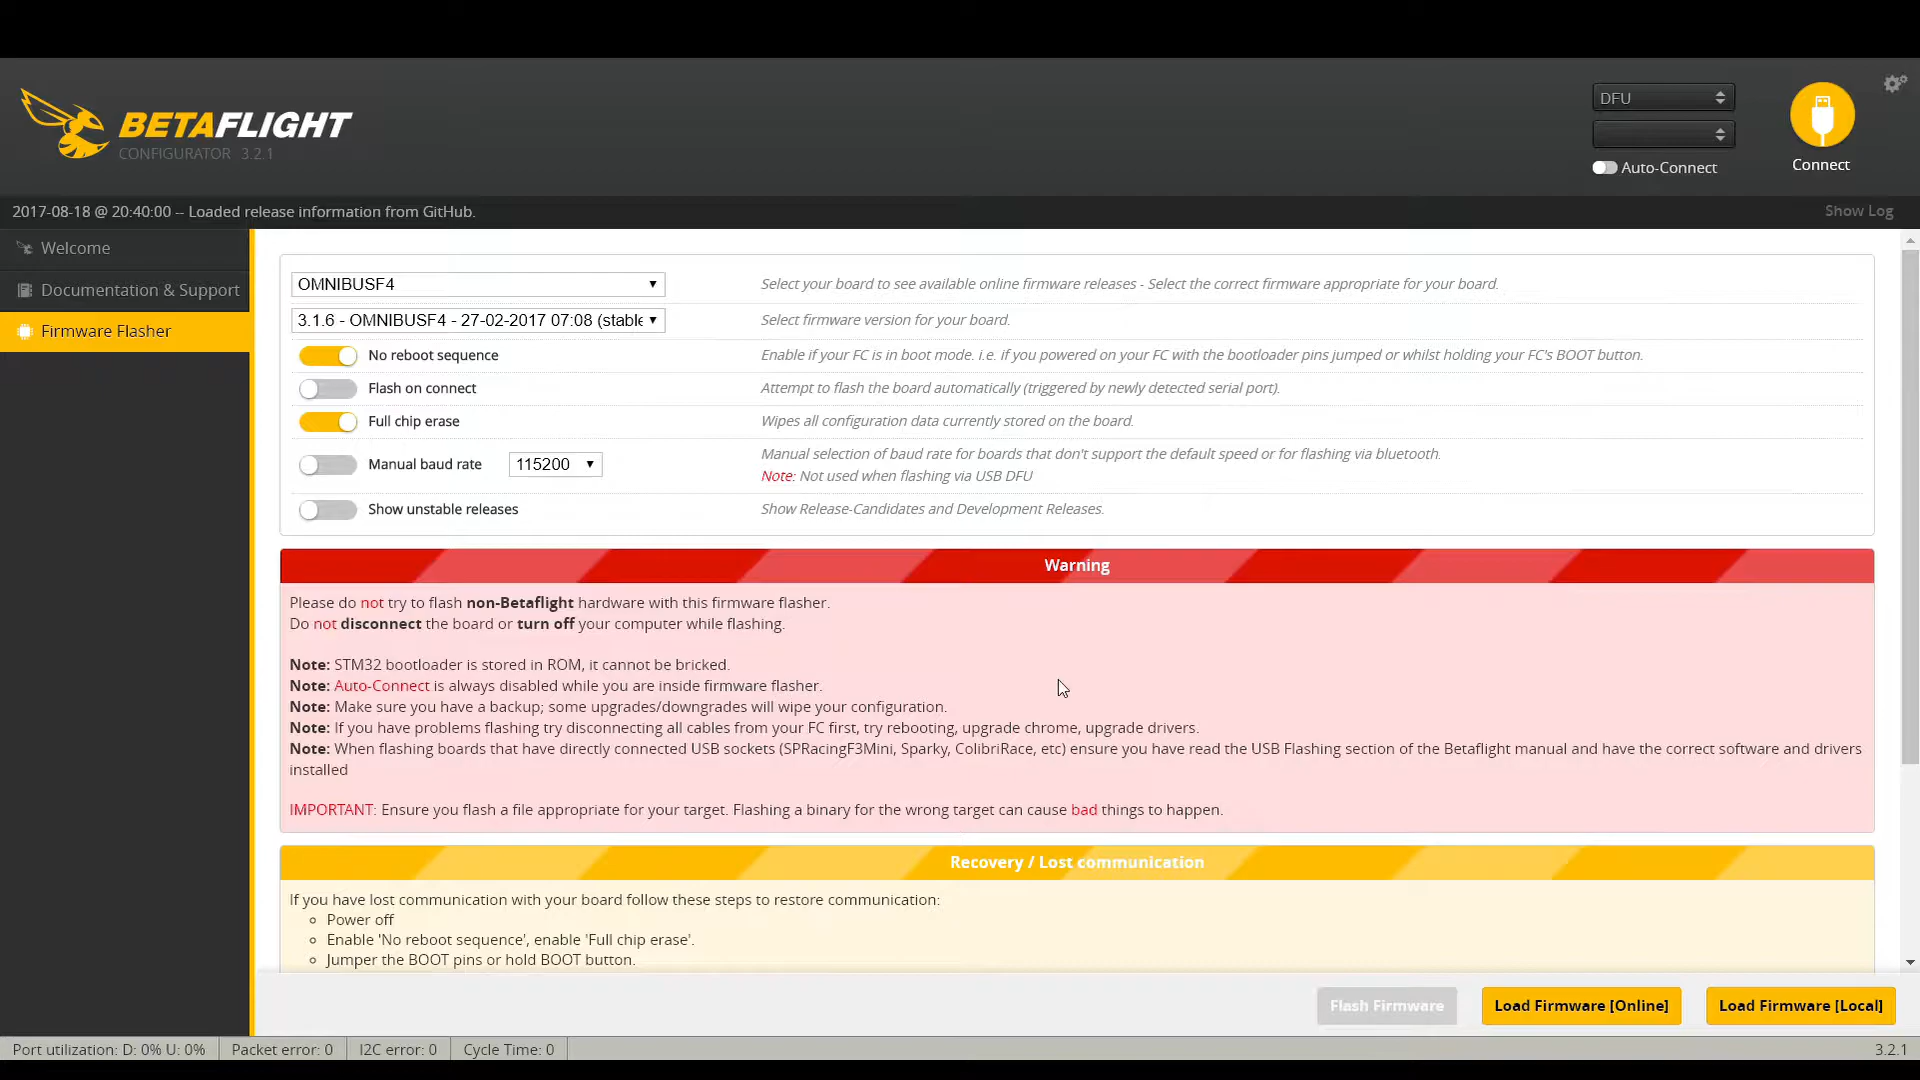 BETAFLIGHT
CONFIGURATOR 3.2.1
DFU
Auto-Connect
Connect
2017-08-18 @ 20:40:00 -- Loaded release information from GitHub.
Show Log
Welcome
Documentation & Support
Firmware Flasher
OMNIBUSF4
Select your board to see available online firmware releases - Select the correct firmware appropriate for your board.
3.1.6 - OMNIBUSF4 - 27-02-2017 07:08 (stable
Select firmware version for your board.
No reboot sequence
Enable if your FC is in boot mode. i.e. if you powered on your FC with the bootloader pins jumped or whilst holding your FC's BOOT button.
Flash on connect
Attempt to flash the board automatically (triggered by newly detected serial port).
Full chip erase
Wipes all configuration data currently stored on the board.
Manual baud rate
115200
Manual selection of baud rate for boards that don't support the default speed or for flashing via bluetooth.
Note: Not used when flashing via USB DFU
Show unstable releases
Show Release-Candidates and Development Releases.
Warning
Please do not try to flash non-Betaflight hardware with this firmware flasher.
Do not disconnect the board or turn off your computer while flashing.
Note: STM32 bootloader is stored in ROM, it cannot be bricked.
Note: Auto-Connect is always disabled while you are inside firmware flasher.
Note: Make sure you have a backup; some upgrades/downgrades will wipe your configuration.
Note: If you have problems flashing try disconnecting all cables from your FC first, try rebooting, upgrade chrome, upgrade drivers.
Note: When flashing boards that have directly connected USB sockets (SPRacingF3Mini, Sparky, ColibriRace, etc) ensure you have read the USB Flashing section of the Betaflight manual and have the correct software and drivers
installed
IMPORTANT: Ensure you flash a file appropriate for your target. Flashing a binary for the wrong target can cause bad things to happen.
Recovery / Lost communication
If you have lost communication with your board follow these steps to restore communication:
Power off
Enable 'No reboot sequence', enable 'Full chip erase'.
Jumper the BOOT pins or hold BOOT button.
Flash Firmware
Load Firmware [Online]
Load Firmware [Local]
Port utilization: D: 0% U: 0%
Packet error: 0
I2C error: 0
Cycle Time: 0
3.2.1